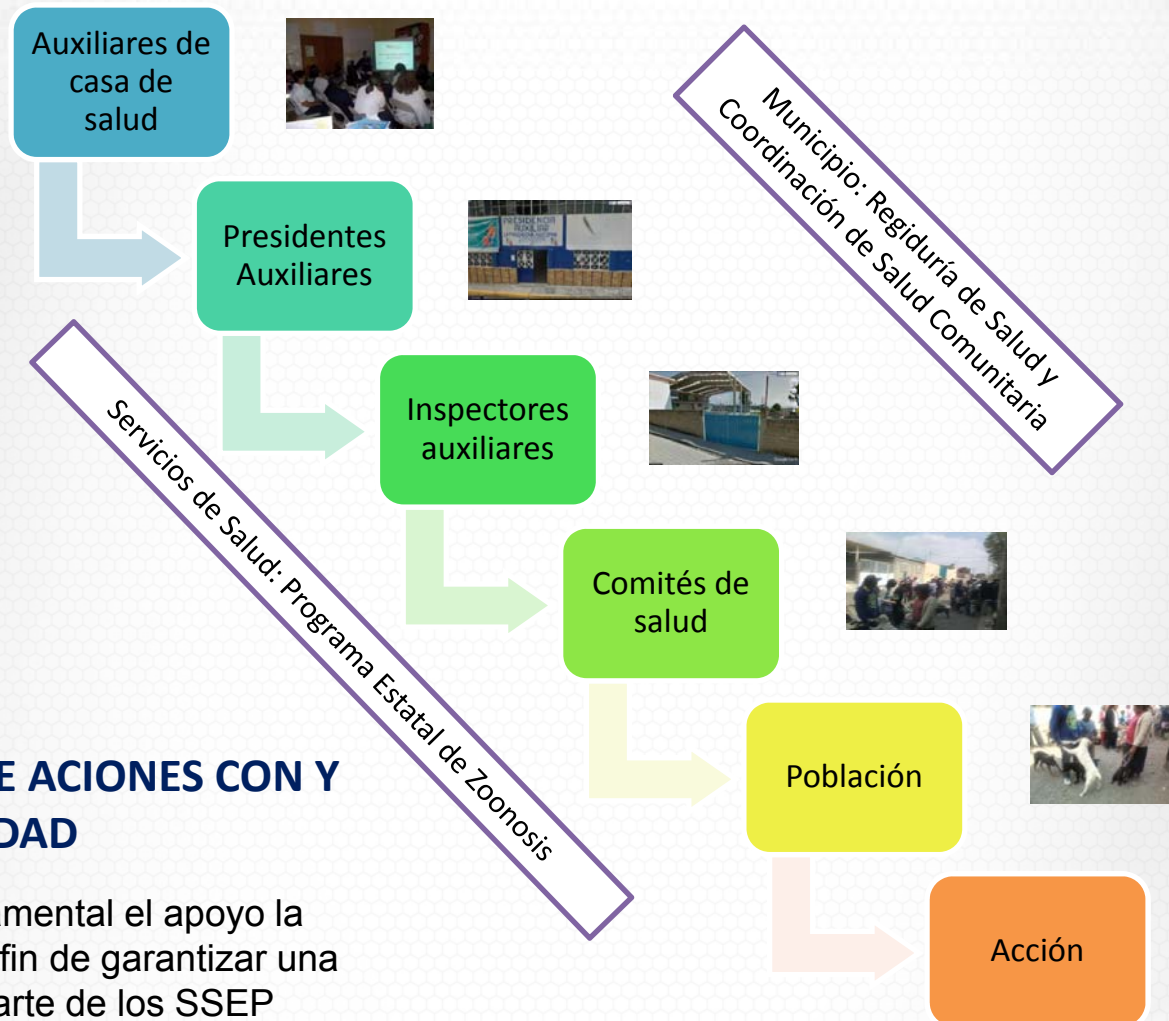 Auxiliares de
casa de
salud
Municipio: Regiduría de Salud y
Coordinación de Salud Comunitaria
Presidentes
Auxiliares
PRESIDENCIA
AUXILIAR
Inspectores
auxiliares
Servicios de Salud: Programa Estatal de Zoonosis
Comités de
salud
Población
E ACIONES CON Y
DAD
Acción
amental el apoyo la
fin de garantizar una
arte de los SSEP